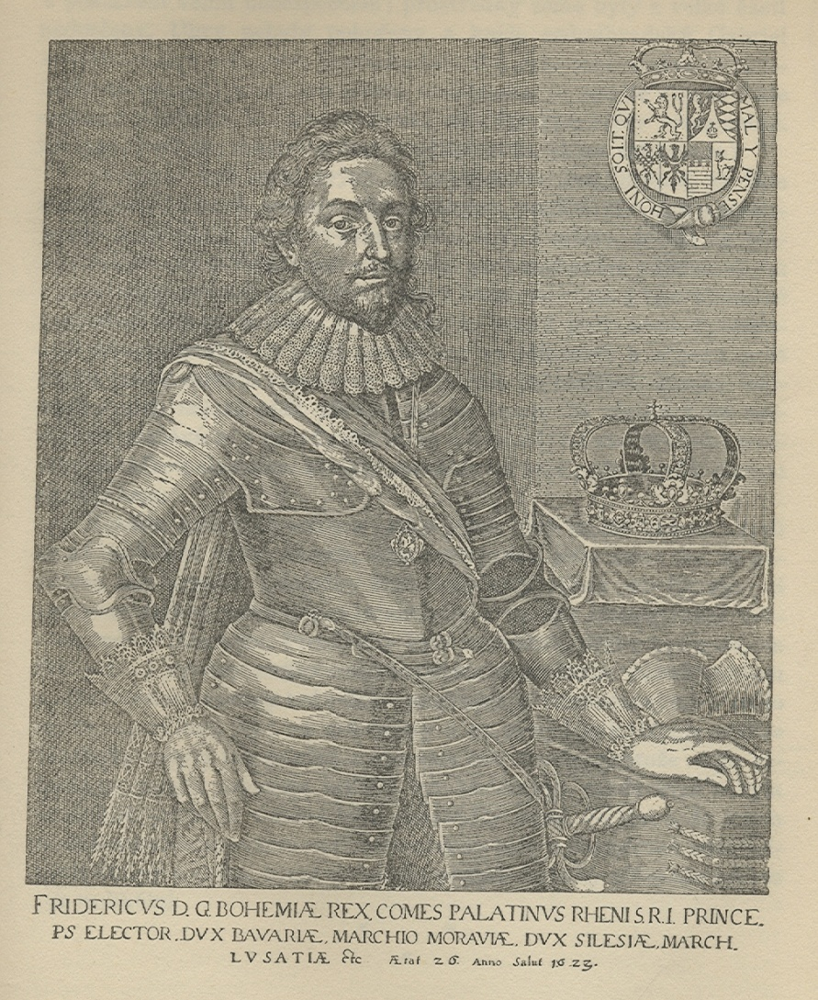 HONI SOIT QUI MAL Y PENSE
FRIDERICVS D. G. BOHEMIÆ REX, COMES PALATINVS RHENI S.R.I. PRINCE.
PS ELECTOR. DVX BAVARIÆ, MARCHIO MORAVIÆ, DVX SILESIÆ, MARCH.
LVSATIÆ etc Ætat 26. Anno Salut 1623.